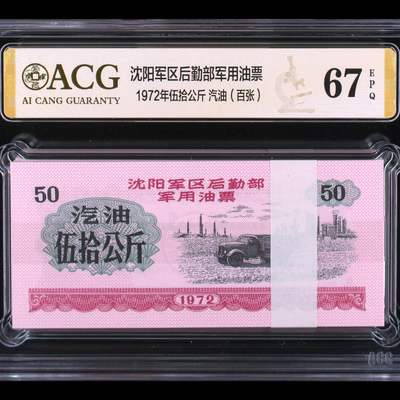 ACG
AI CANG GUARANTY
沈阳军区后勤部军用油票
1972年伍拾公斤 汽油（百张）
67
EPQ
沈阳军区后勤部
军用油票
50
50
汽油
伍拾公斤
1972
ACG